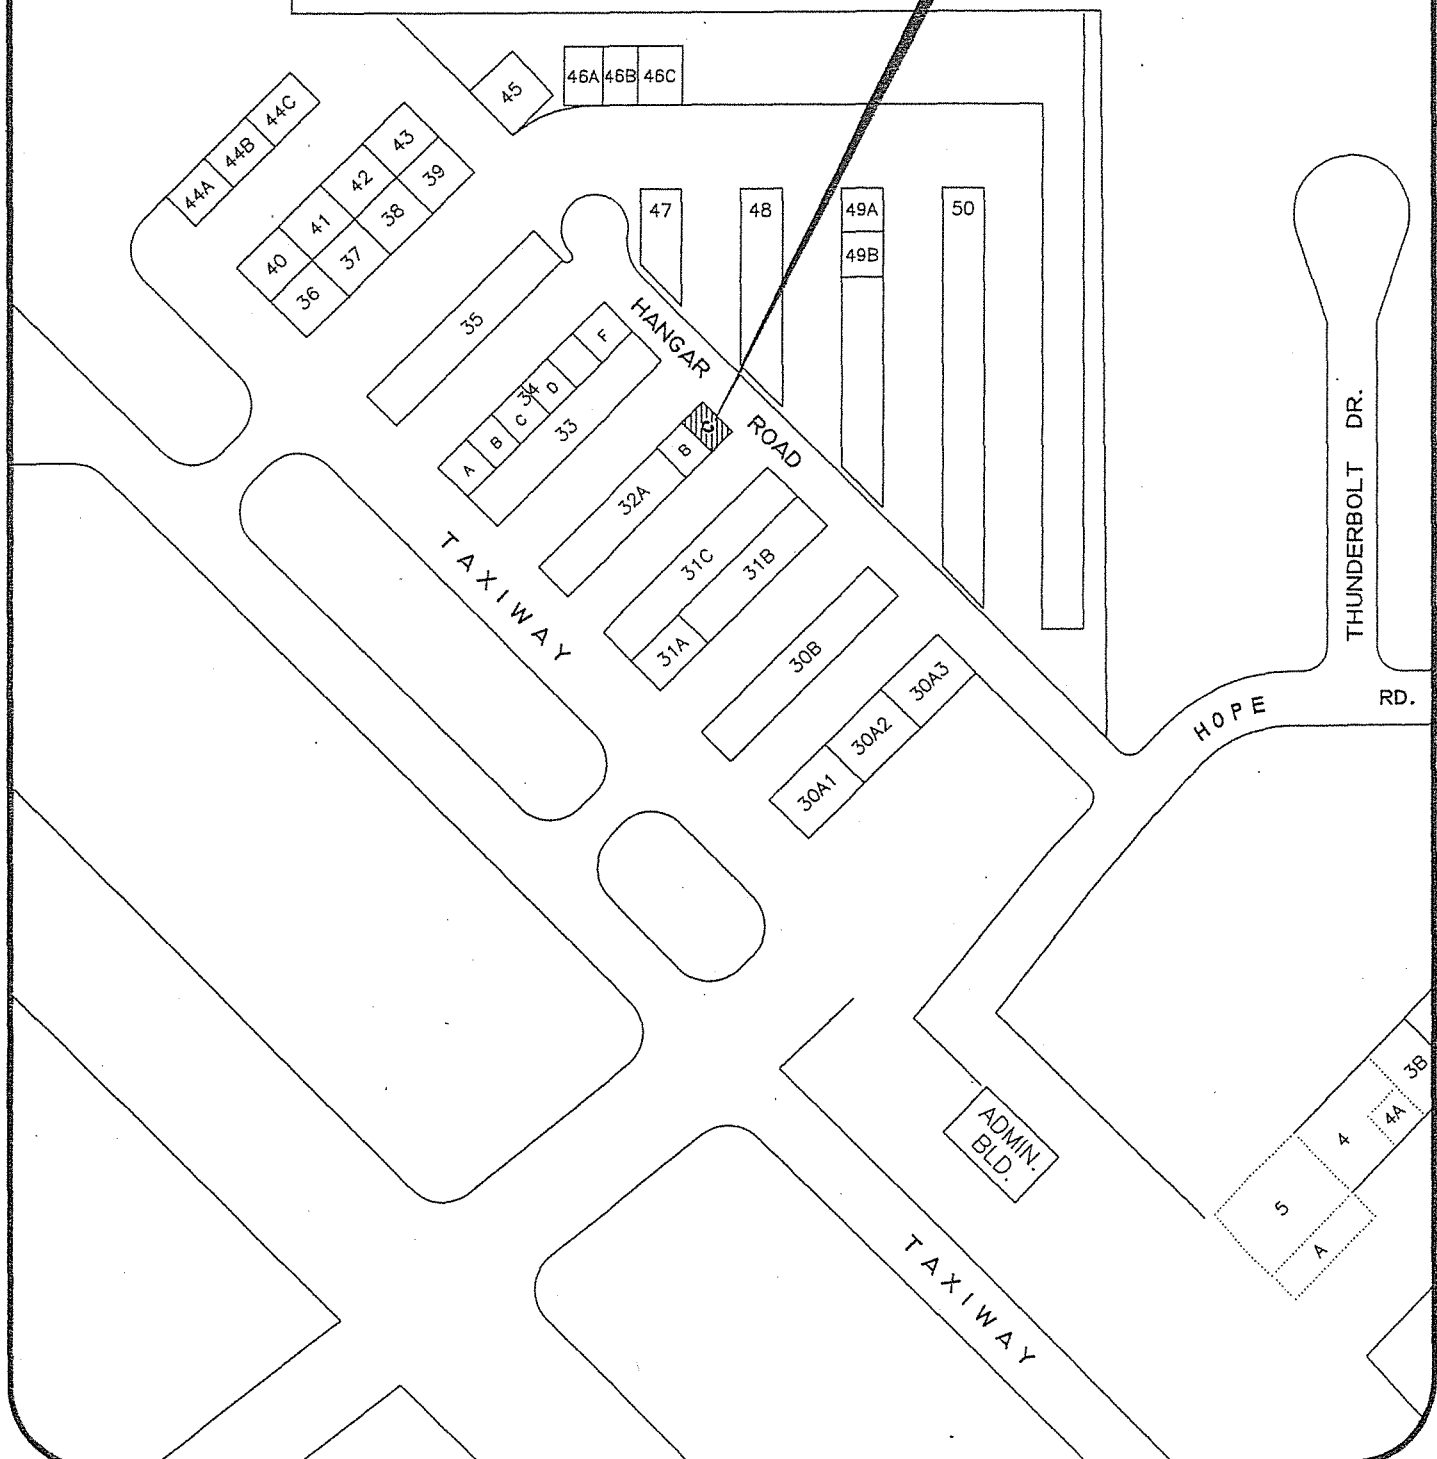 45
46A 46B 46C
44A 44B 44C
43
42
41
40
39
38
37
36
47
48
49A
49B
50
35
HANGAR ROAD
34
A B C D F
33
32A
B
C
31C
31B
31A
30B
30A1 30A2 30A3
TAXIWAY
THUNDERBOLT DR.
HOPE RD.
ADMIN.
BLD.
3B
4A
4
5
A
TAXIWAY